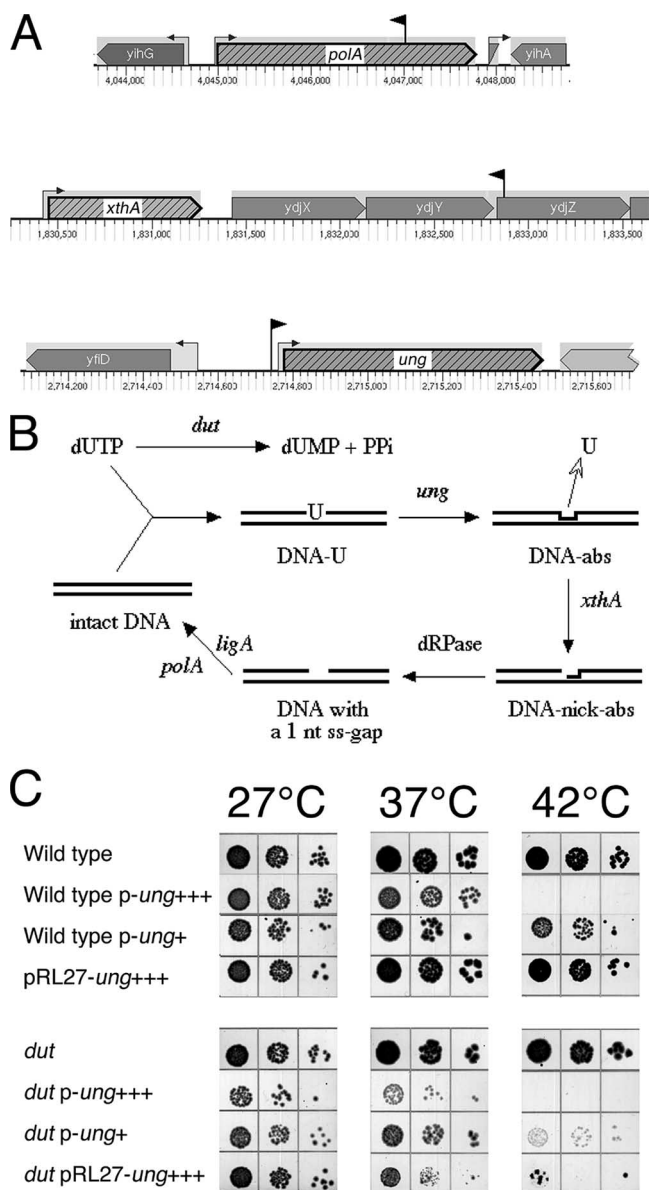 A
yihG
polA
yihA
4,044,000
4,045,000
4,046,000
4,047,000
4,048,000
xthA
ydjX
ydjY
ydjZ
1,830,500
1,831,000
1,831,500
1,832,000
1,832,500
1,833,000
1,833,500
yfiD
ung
2,714,200
2,714,400
2,714,600
2,714,800
2,715,000
2,715,200
2,715,400
2,715,600
B
dUTP
dut
dUMP + PPi
U
U
ung
DNA-U
DNA-abs
intact DNA
xthA
ligA
polA
dRPase
DNA with
a 1 nt ss-gap
DNA-nick-abs
C
27°C 37°C 42°C
Wild type
Wild type p-ung+++
Wild type p-ung+
pRL27-ung+++
dut
dut p-ung+++
dut p-ung+
dut pRL27-ung+++